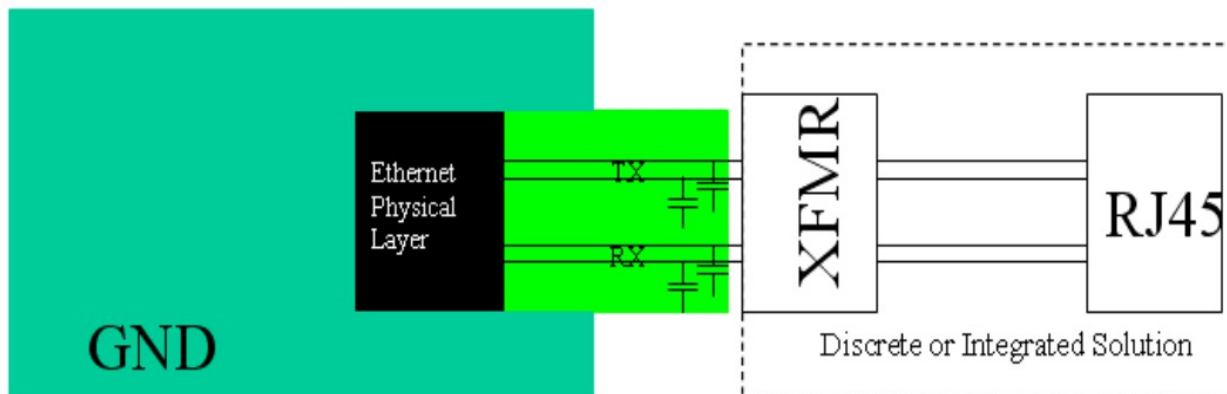 Ethernet
Physical
Layer
TX
RX
XFMR
RJ45
GND
Discrete or Integrated Solution